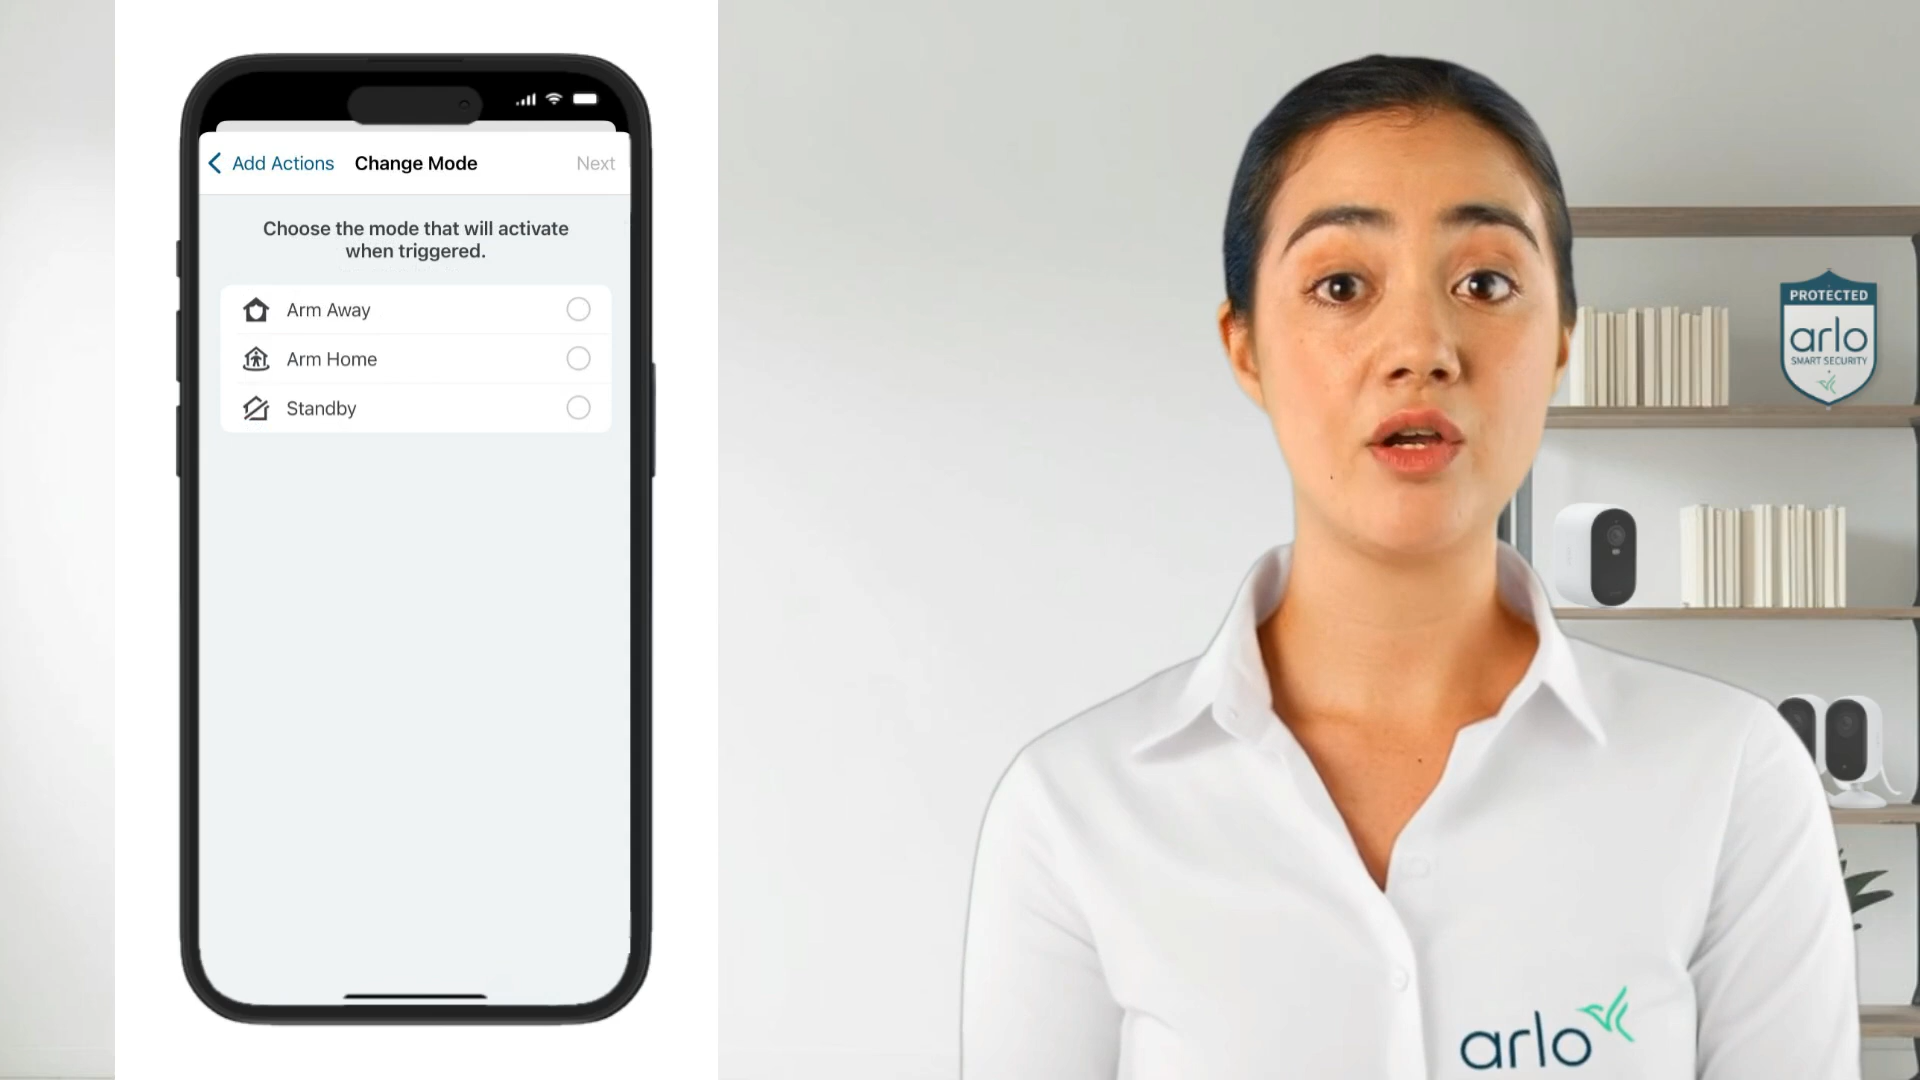 Add Actions
Change Mode
Next
Choose the mode that will activate
when triggered.
Arm Away
Arm Home
Standby
PROTECTED
arlo
SMART SECURITY
arlo